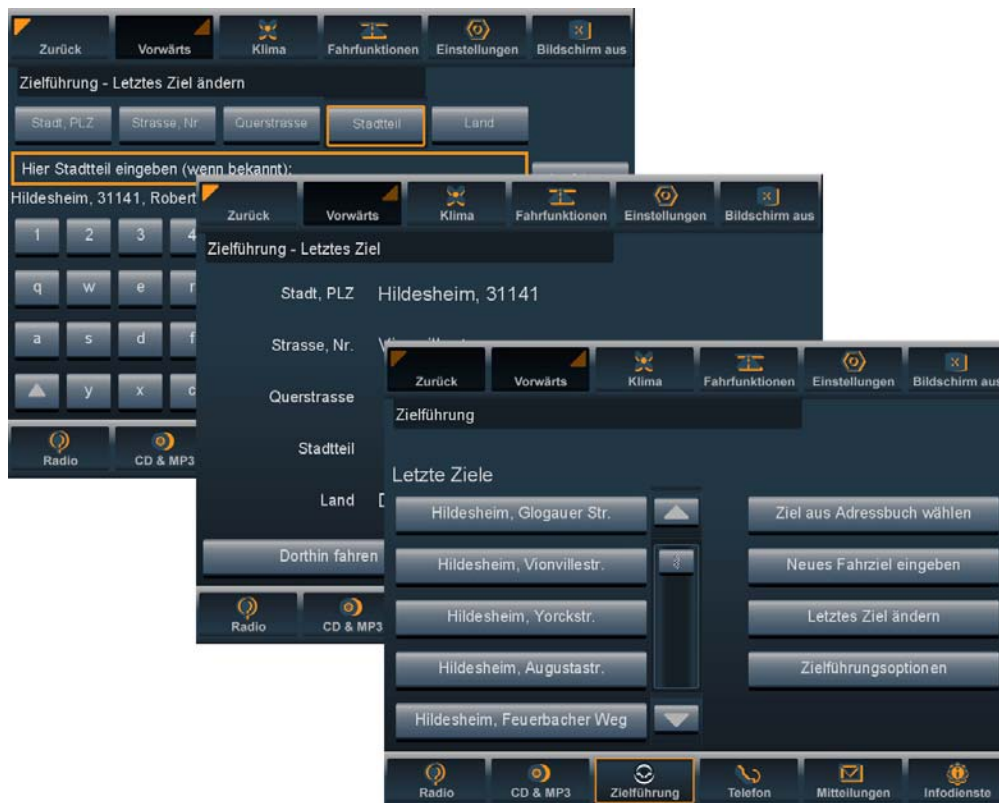 Zurück Vorwärts Klima Fahrfunktionen Einstellungen Bildschirm aus
Zielführung - Letztes Ziel ändern
Stadt, PLZ Strasse, Nr. Querstrasse Stadtteil Land
Hier Stadtteil eingeben (wenn bekannt):
Hildesheim, 31141, Robert
1 2 3 4
q w e r
a s d f
y x c
Radio CD & MP3
Zurück Vorwärts Klima Fahrfunktionen Einstellungen Bildschirm aus
Zielführung - Letztes Ziel
Stadt, PLZ Hildesheim, 31141
Strasse, Nr.
Querstrasse
Stadtteil
Land
Dorthin fahren
Radio CD & MP3
Zurück Vorwärts Klima Fahrfunktionen Einstellungen Bildschirm aus
Zielführung
Letzte Ziele
Hildesheim, Glogauer Str. Ziel aus Adressbuch wählen
Hildesheim, Vionvillestr. Neues Fahrziel eingeben
Hildesheim, Yorckstr. Letztes Ziel ändern
Hildesheim, Augustastr. Zielführungsoptionen
Hildesheim, Feuerbacher Weg
Radio CD & MP3 Zielführung Telefon Mitteilungen Infodienste